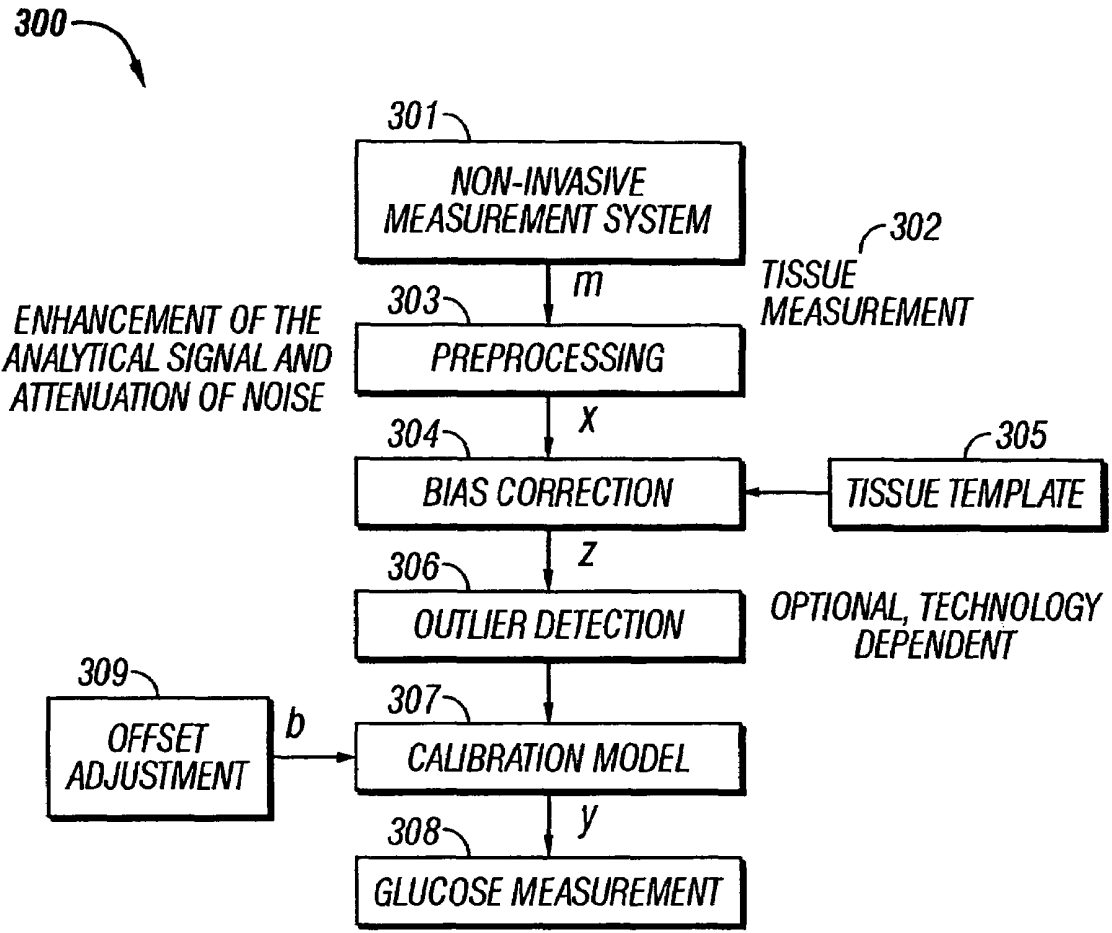 300
301
NON-INVASIVE
MEASUREMENT SYSTEM
302
TISSUE
MEASUREMENT
m
303
ENHANCEMENT OF THE
ANALYTICAL SIGNAL AND
ATTENUATION OF NOISE
PREPROCESSING
x
304
BIAS CORRECTION
305
TISSUE TEMPLATE
z
306
OUTLIER DETECTION
OPTIONAL, TECHNOLOGY
DEPENDENT
309
OFFSET
ADJUSTMENT
b
307
CALIBRATION MODEL
y
308
GLUCOSE MEASUREMENT